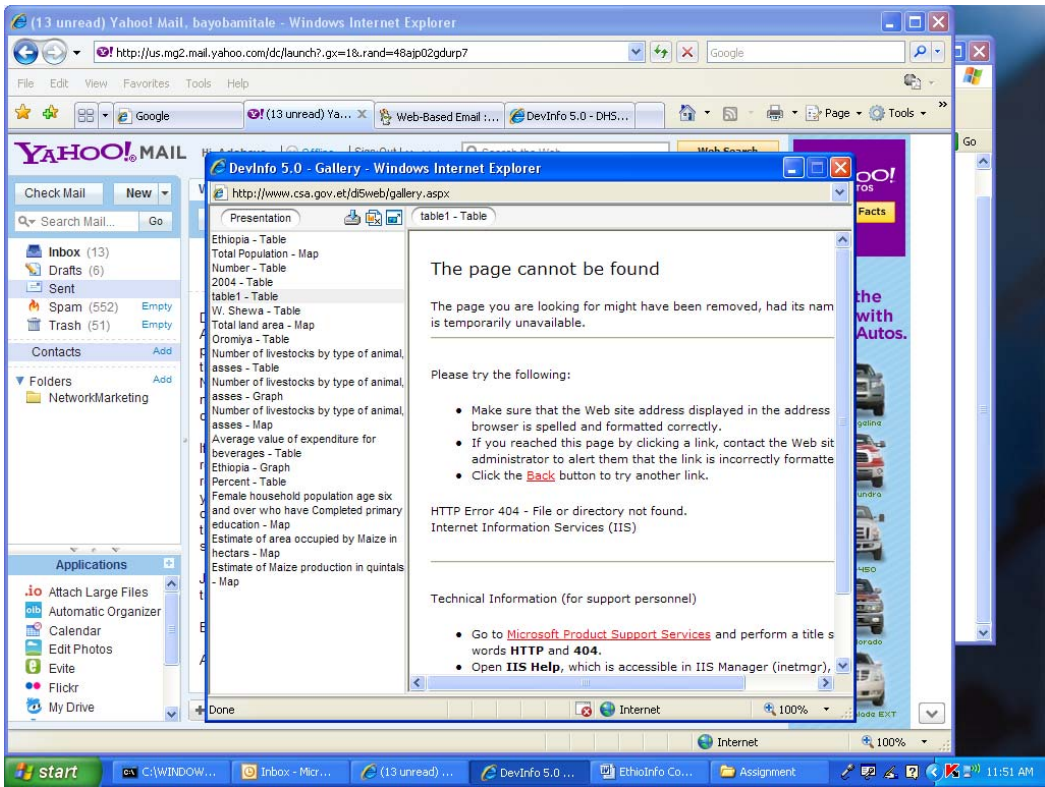 (13 unread) Yahoo! Mail, bayobamitale - Windows Internet Explorer
http://us.mg2.mail.yahoo.com/dc/launch?.gx=1&.rand=48ajp02gdurp7
Google
File Edit View Favorites Tools Help
Google
(13 unread) Ya... X
Web-Based Email :...
DevInfo 5.0 - DHS...
Page
Tools
»
Go
YAHOO! MAIL
Web Search
Check Mail
New
Search Mail...
Go
Inbox (13)
Drafts (6)
Sent
Spam (552) Empty
Trash (51) Empty
Contacts Add
Folders Add
NetworkMarketing
Applications
Attach Large Files
Automatic Organizer
Calendar
Edit Photos
Evite
Flickr
My Drive
DevInfo 5.0 - Gallery - Windows Internet Explorer
http://www.csa.gov.et/di5web/gallery.aspx
Presentation
table1 - Table
Ethiopia - Table
Total Population - Map
Number - Table
2004 - Table
table1 - Table
W. Shewa - Table
Total land area - Map
Oromiya - Table
Number of livestocks by type of animal,
asses - Table
Number of livestocks by type of animal,
asses - Graph
Number of livestocks by type of animal,
asses - Map
Average value of expenditure for
beverages - Table
Ethiopia - Graph
Percent - Table
Female household population age six
and over who have Completed primary
education - Map
Estimate of area occupied by Maize in
hectars - Map
Estimate of Maize production in quintals
- Map
The page cannot be found
The page you are looking for might have been removed, had its nam
is temporarily unavailable.
Please try the following:
• Make sure that the Web site address displayed in the address
browser is spelled and formatted correctly.
• If you reached this page by clicking a link, contact the Web sit
administrator to alert them that the link is incorrectly formatte
• Click the Back button to try another link.
HTTP Error 404 - File or directory not found.
Internet Information Services (IIS)
Technical Information (for support personnel)
• Go to Microsoft Product Support Services and perform a title s
words HTTP and 404.
• Open IIS Help, which is accessible in IIS Manager (inetmgr),
Done
Internet
100%
Facts
the
with
Autos.
Internet
100%
start
C:\WINDOW...
Inbox - Micr...
(13 unread) ...
DevInfo 5.0 ...
EthioInfo Co...
Assignment
11:51 AM